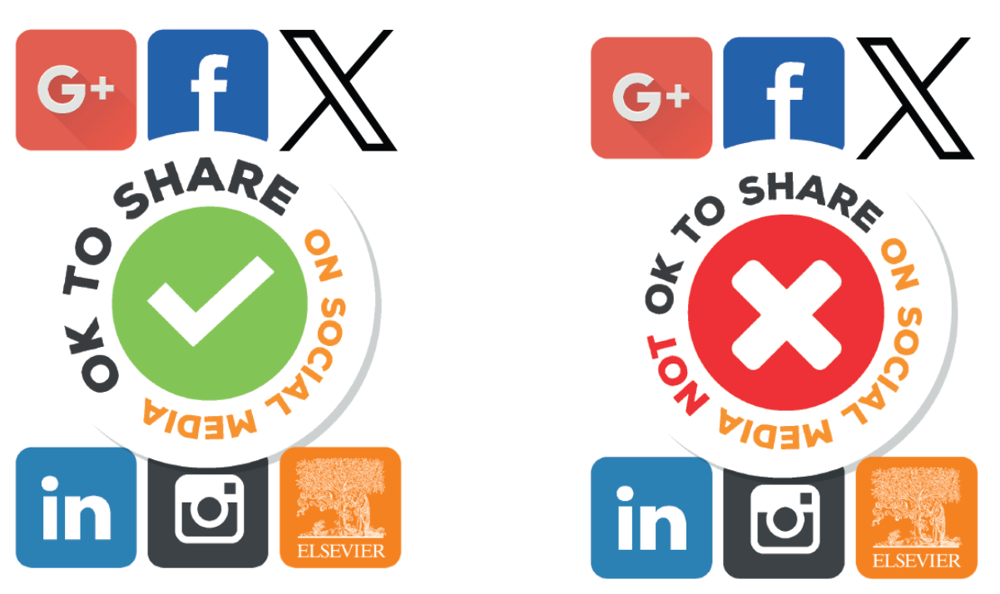 G+
f
X
OK TO SHARE
ON SOCIAL MEDIA
in
ELSEVIER
G+
f
X
NOT OK TO SHARE
ON SOCIAL MEDIA
in
ELSEVIER